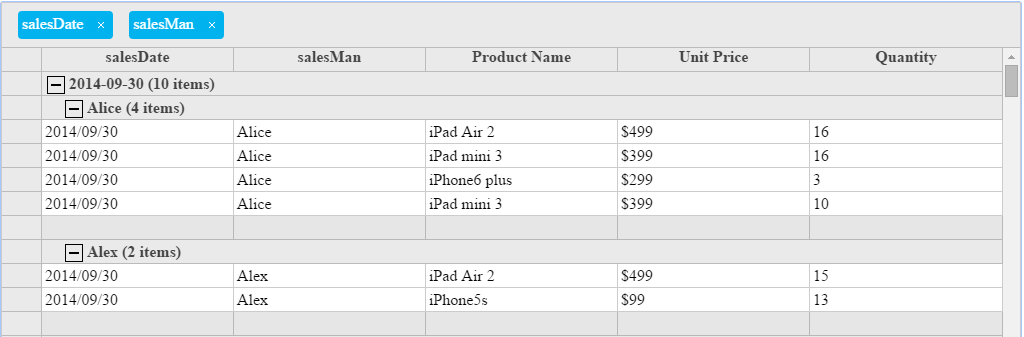 salesDate × salesMan ×
salesDate salesMan Product Name Unit Price Quantity
2014-09-30 (10 items)
Alice (4 items)
2014/09/30 Alice iPad Air 2 $499 16
2014/09/30 Alice iPad mini 3 $399 16
2014/09/30 Alice iPhone6 plus $299 3
2014/09/30 Alice iPad mini 3 $399 10
Alex (2 items)
2014/09/30 Alex iPad Air 2 $499 15
2014/09/30 Alex iPhone5s $99 13